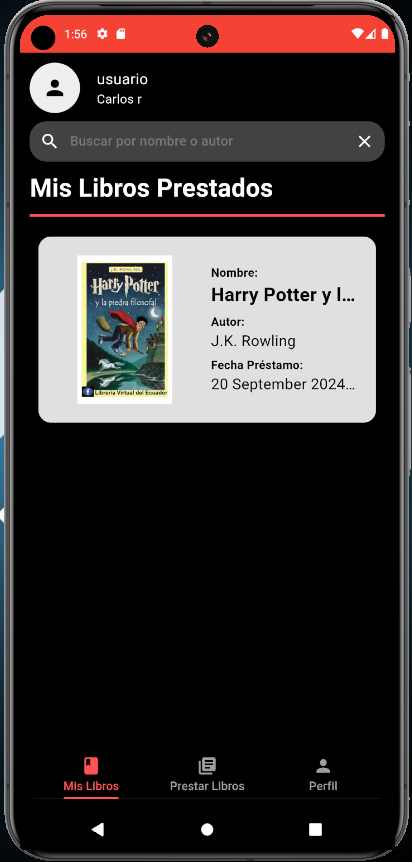 1:56
usuario
Carlos r
Buscar por nombre o autor
Mis Libros Prestados
J.K. ROWLING
Harry Potter
y la piedra filosofal
Librería Virtual del Ecuador
Nombre:
Harry Potter y l...
Autor:
J.K. Rowling
Fecha Préstamo:
20 September 2024...
Mis Libros
Prestar Libros
Perfil